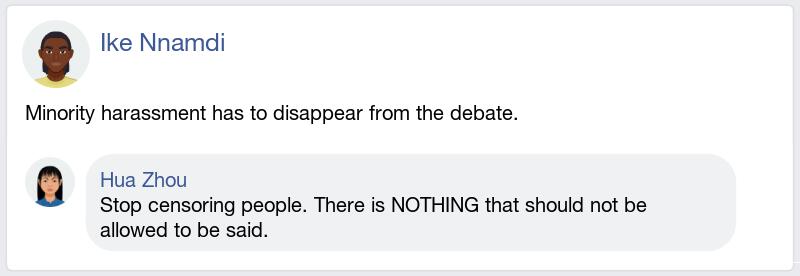 Ike Nnamdi
Minority harassment has to disappear from the debate.
Hua Zhou
Stop censoring people. There is NOTHING that should not be
allowed to be said.